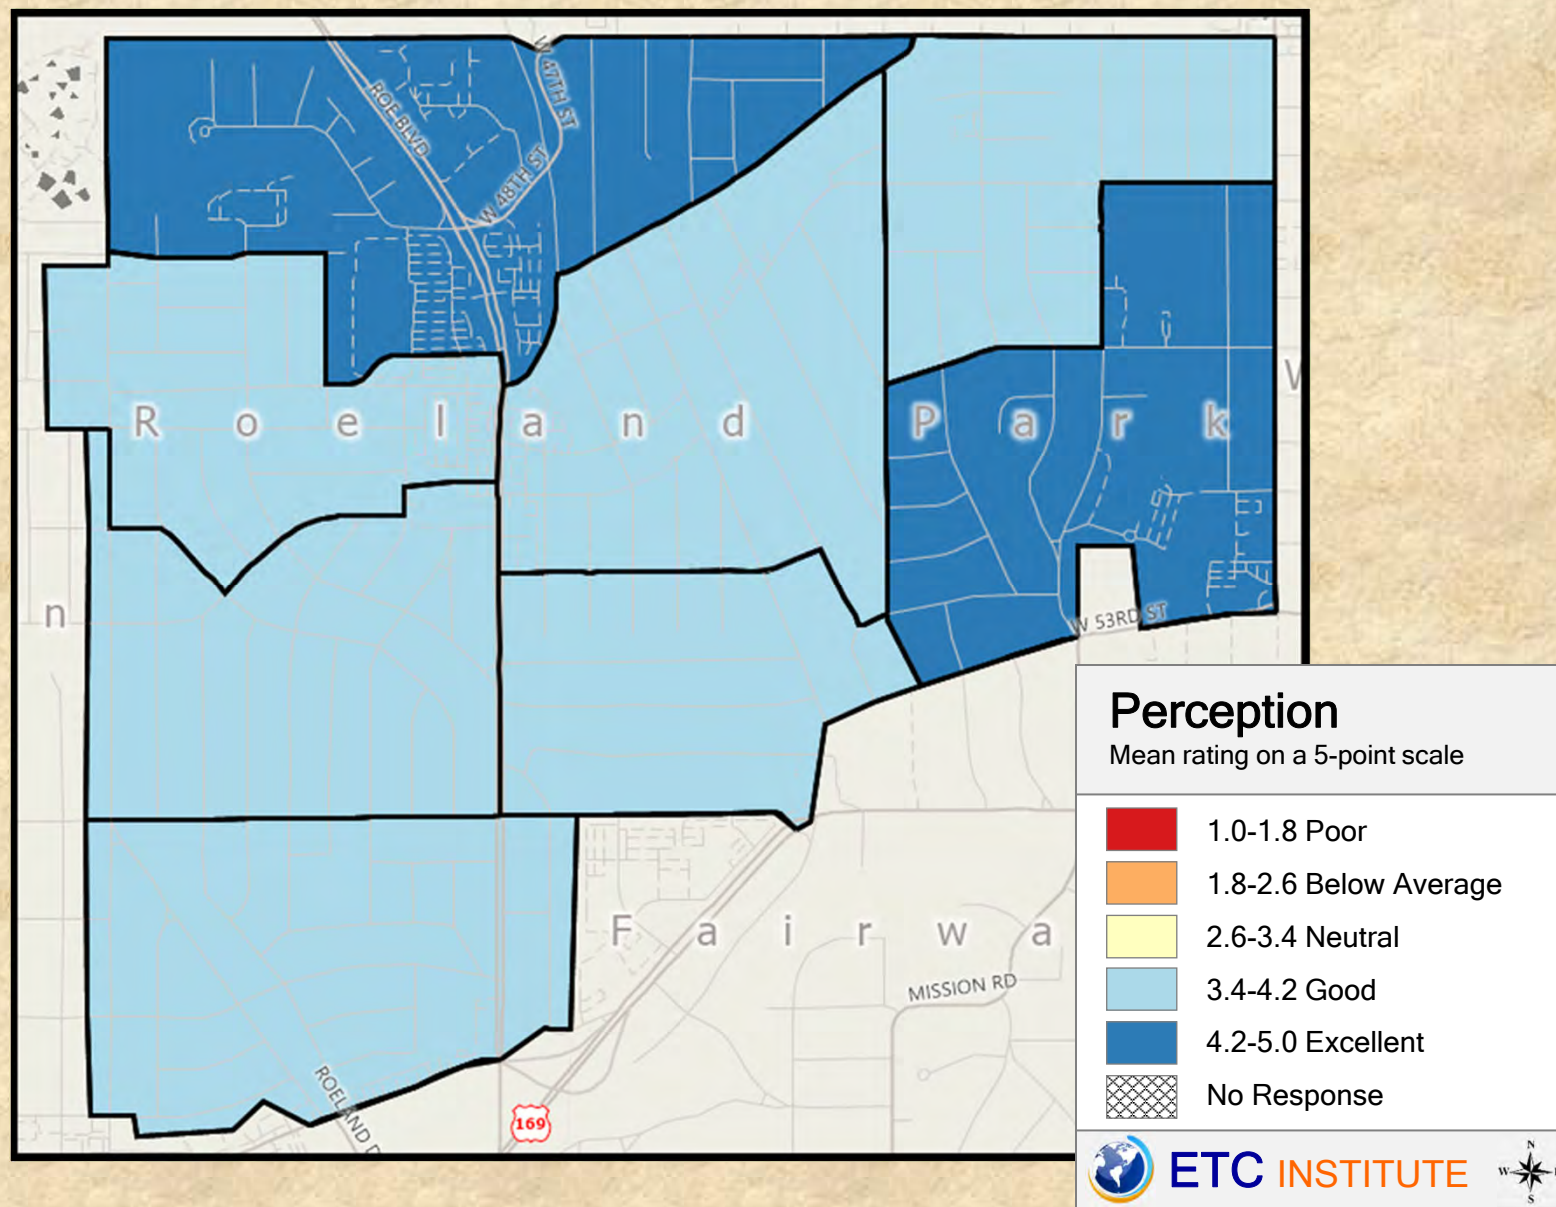 W 47TH ST
ROE BLVD
W 48TH ST
W
Roeland Park
n
W 53RD ST
Perception
Mean rating on a 5-point scale
1.0-1.8 Poor
1.8-2.6 Below Average
2.6-3.4 Neutral
3.4-4.2 Good
4.2-5.0 Excellent
No Response
Fairwa
MISSION RD
ROELAND D
169
ETC INSTITUTE
N
W
S